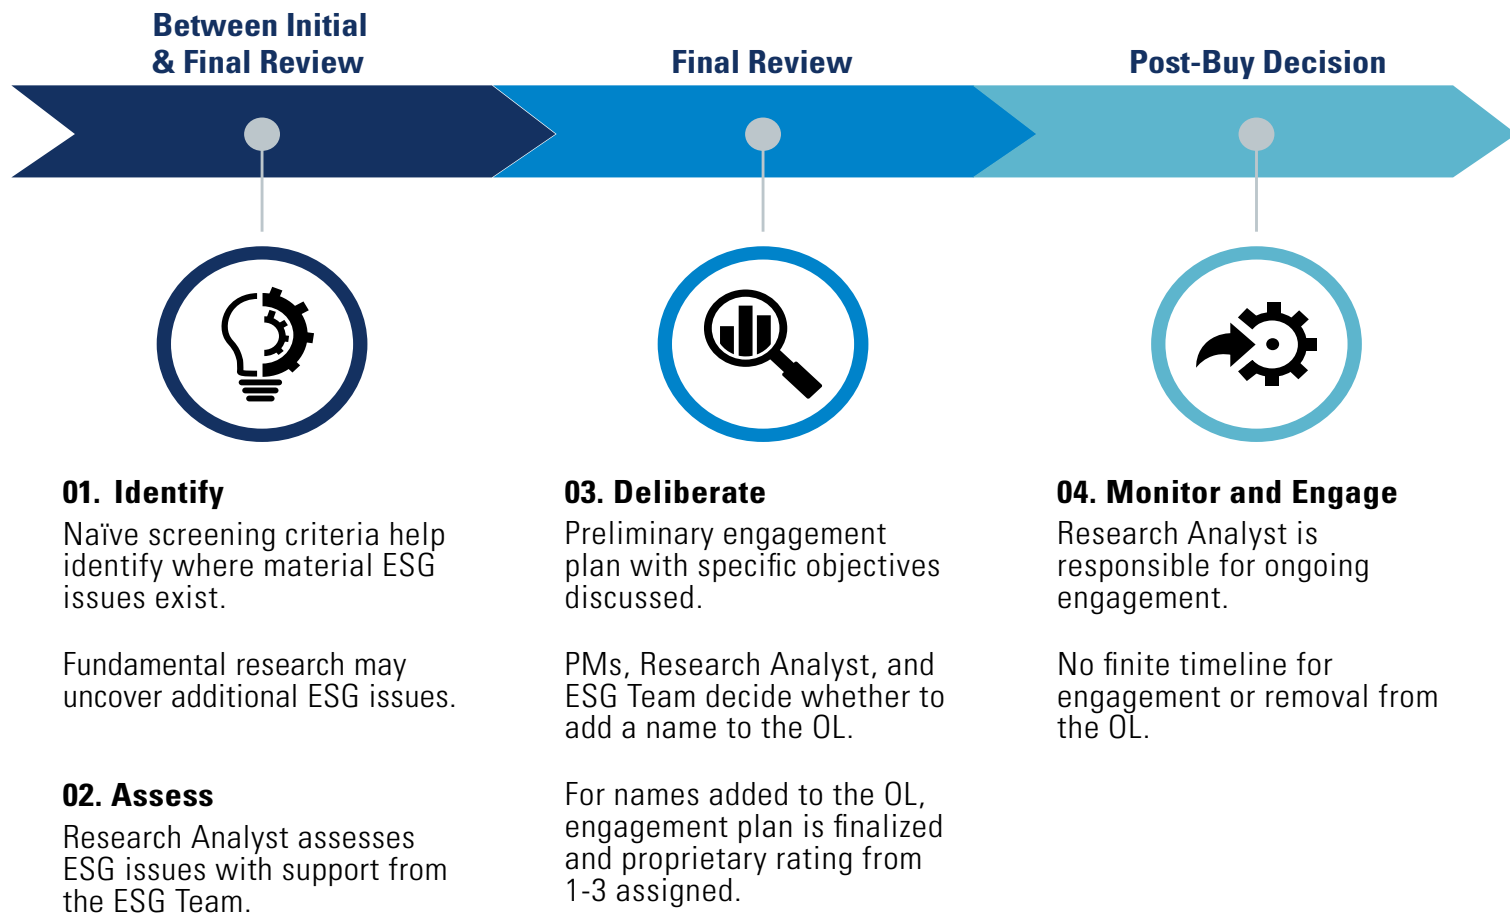 Between Initial
& Final Review
Final Review
Post-Buy Decision
01. Identify
Naïve screening criteria help
identify where material ESG
issues exist.
Fundamental research may
uncover additional ESG issues.
02. Assess
Research Analyst assesses
ESG issues with support from
the ESG Team.
03. Deliberate
Preliminary engagement
plan with specific objectives
discussed.
PMs, Research Analyst, and
ESG Team decide whether to
add a name to the OL.
For names added to the OL,
engagement plan is finalized
and proprietary rating from
1-3 assigned.
04. Monitor and Engage
Research Analyst is
responsible for ongoing
engagement.
No finite timeline for
engagement or removal from
the OL.